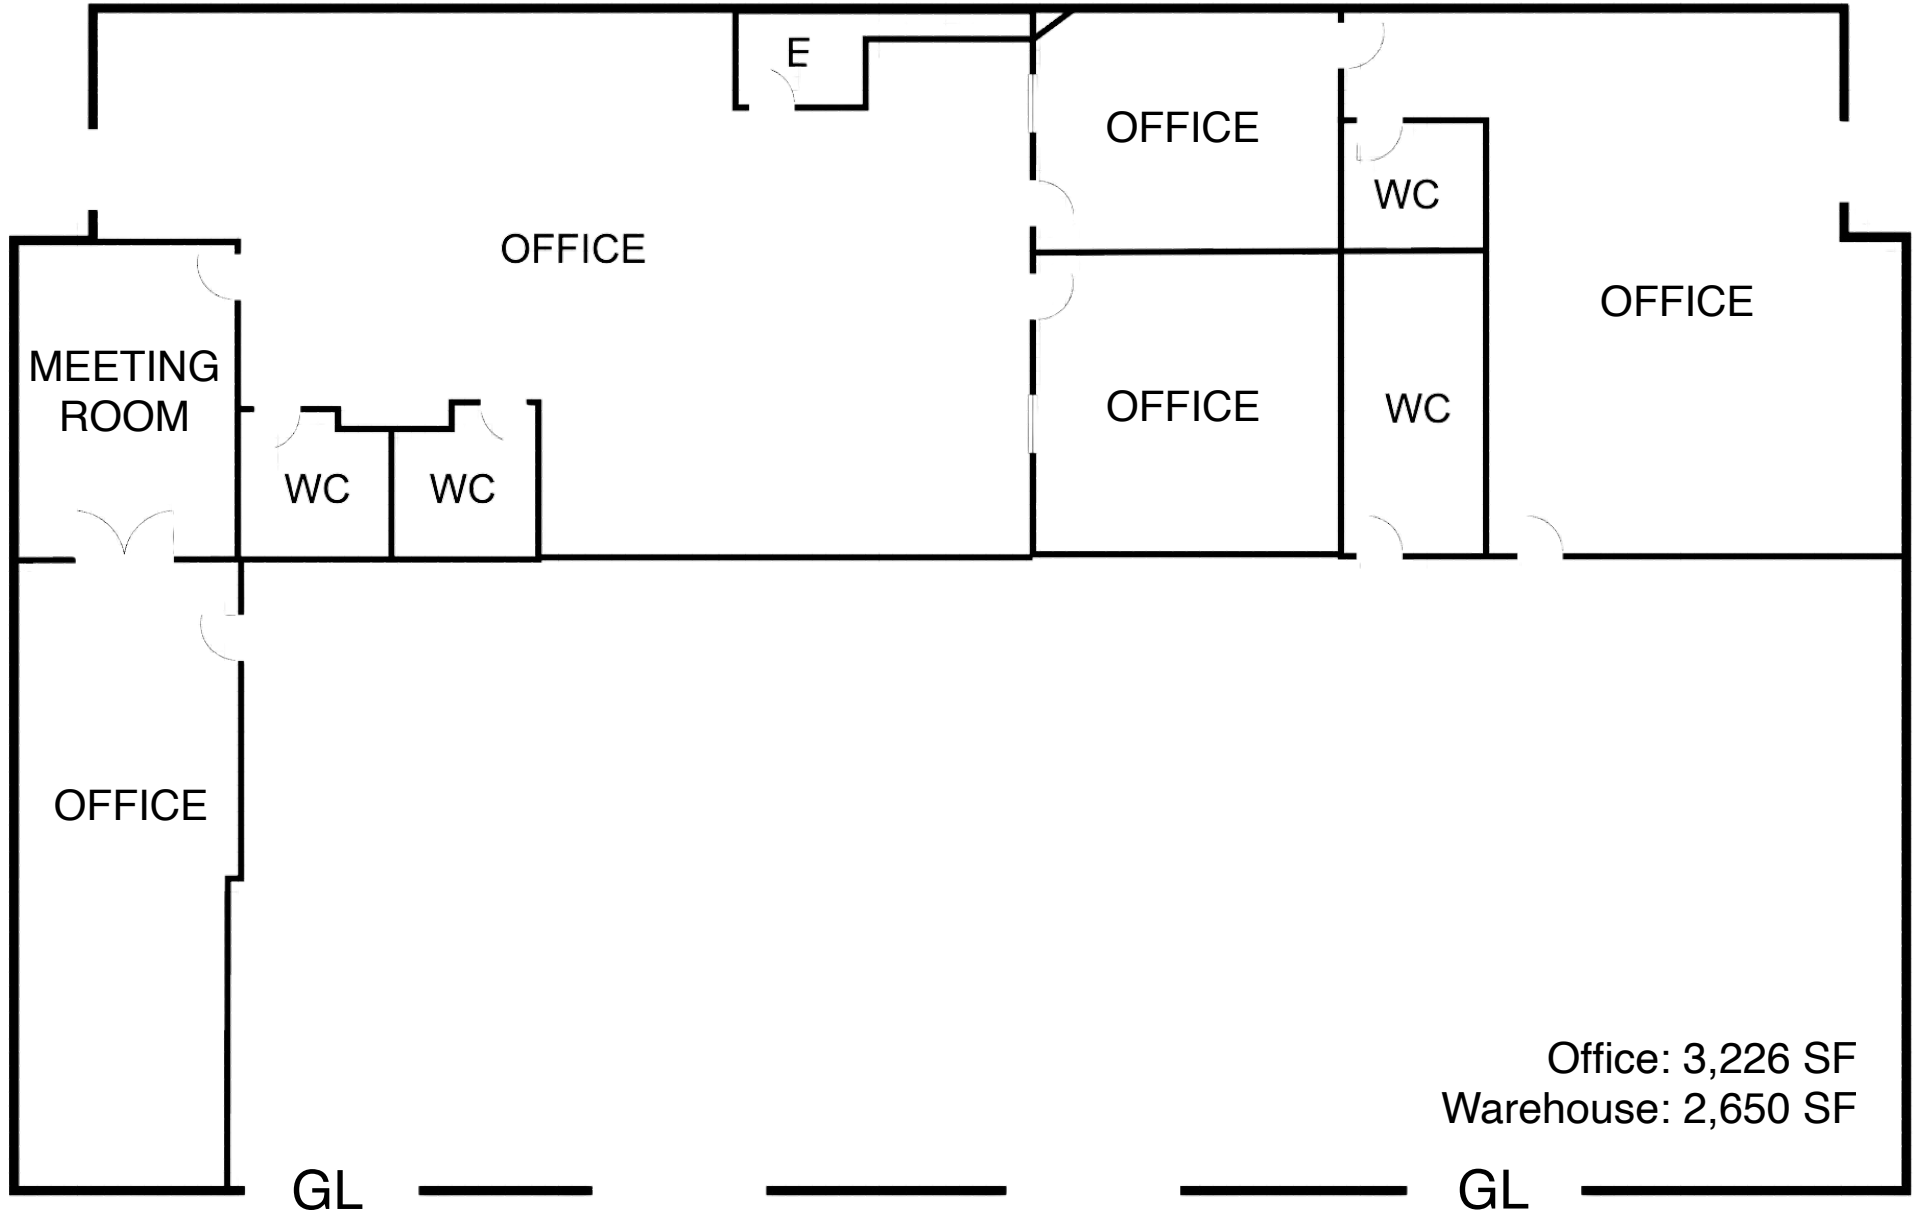 E
OFFICE
WC
OFFICE
OFFICE
MEETING
ROOM
OFFICE
WC
WC
WC
OFFICE
Office: 3,226 SF
Warehouse: 2,650 SF
GL
GL